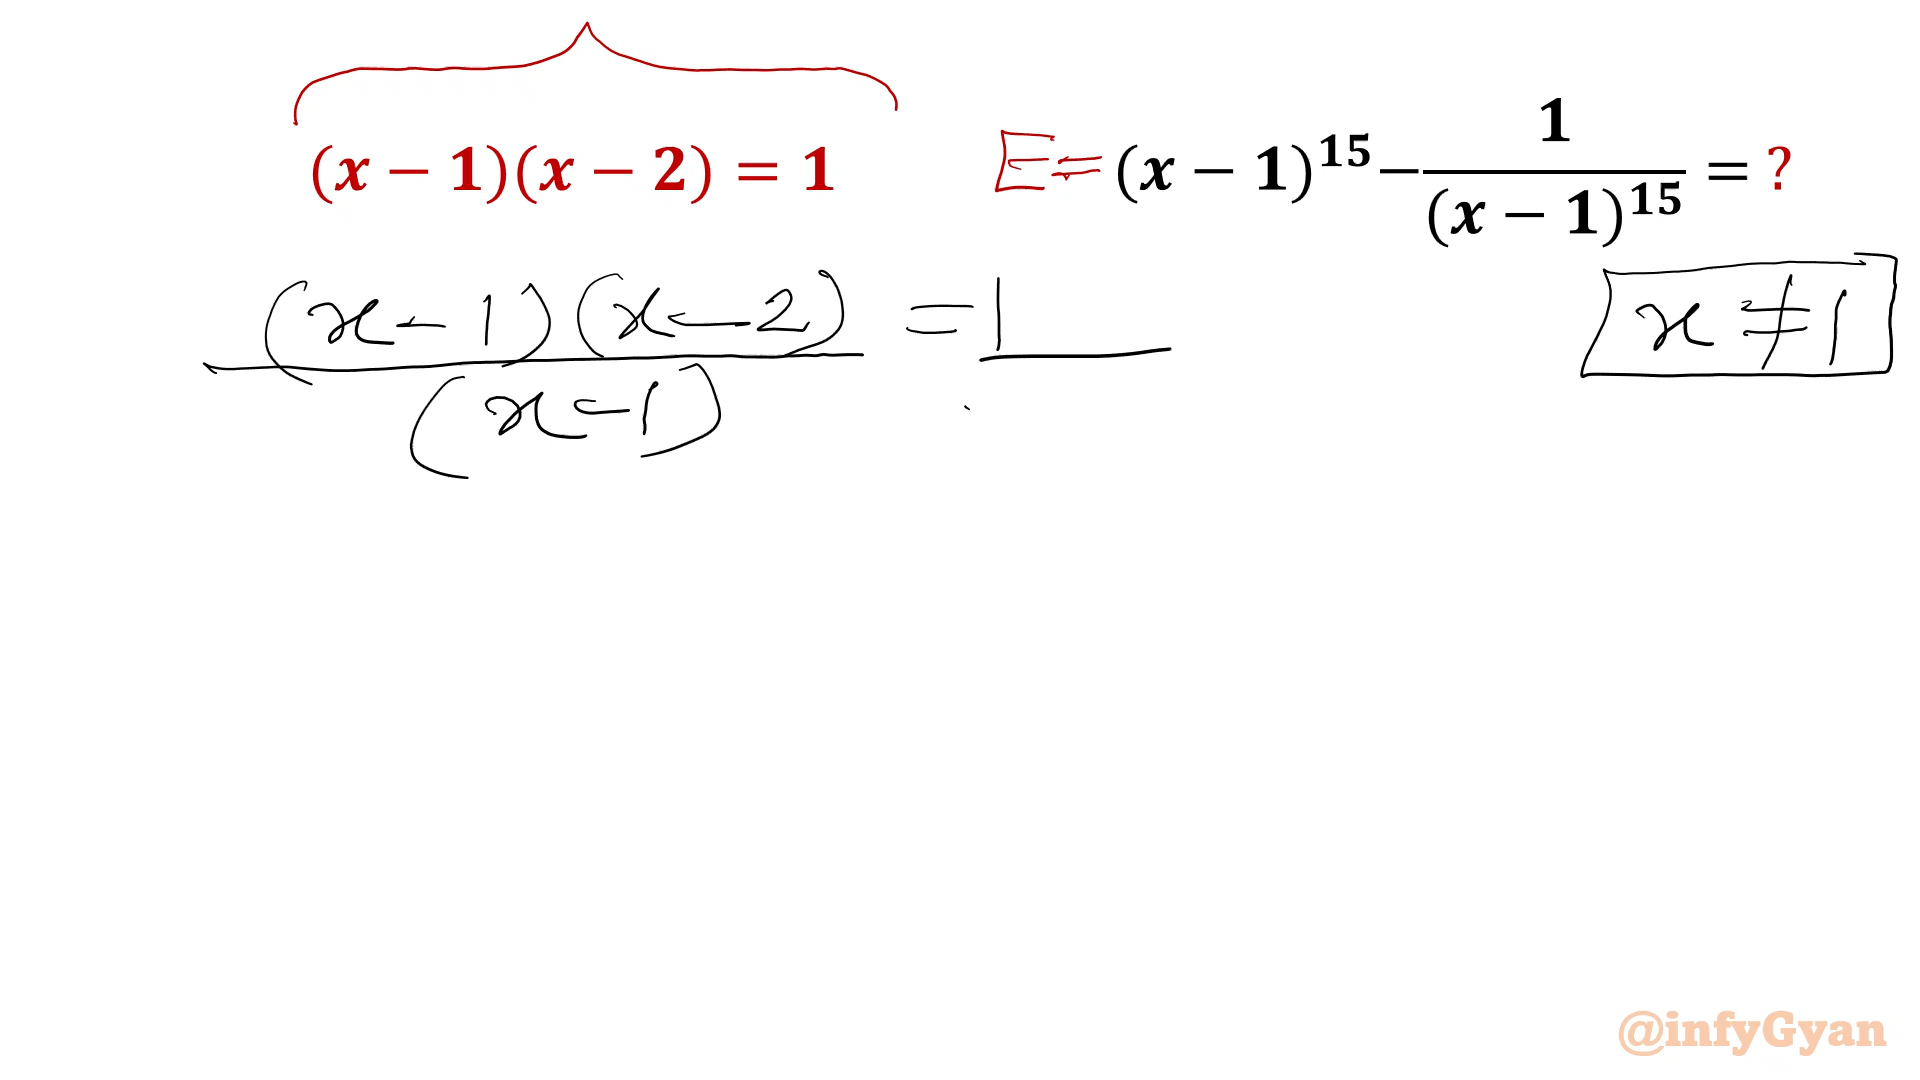 (x − 1)(x − 2) = 1
E = (x − 1)^15 − 1/(x − 1)^15 = ?
(x − 1)(x − 2)/(x − 1) = 1/
x ≠ 1
@infyGyan